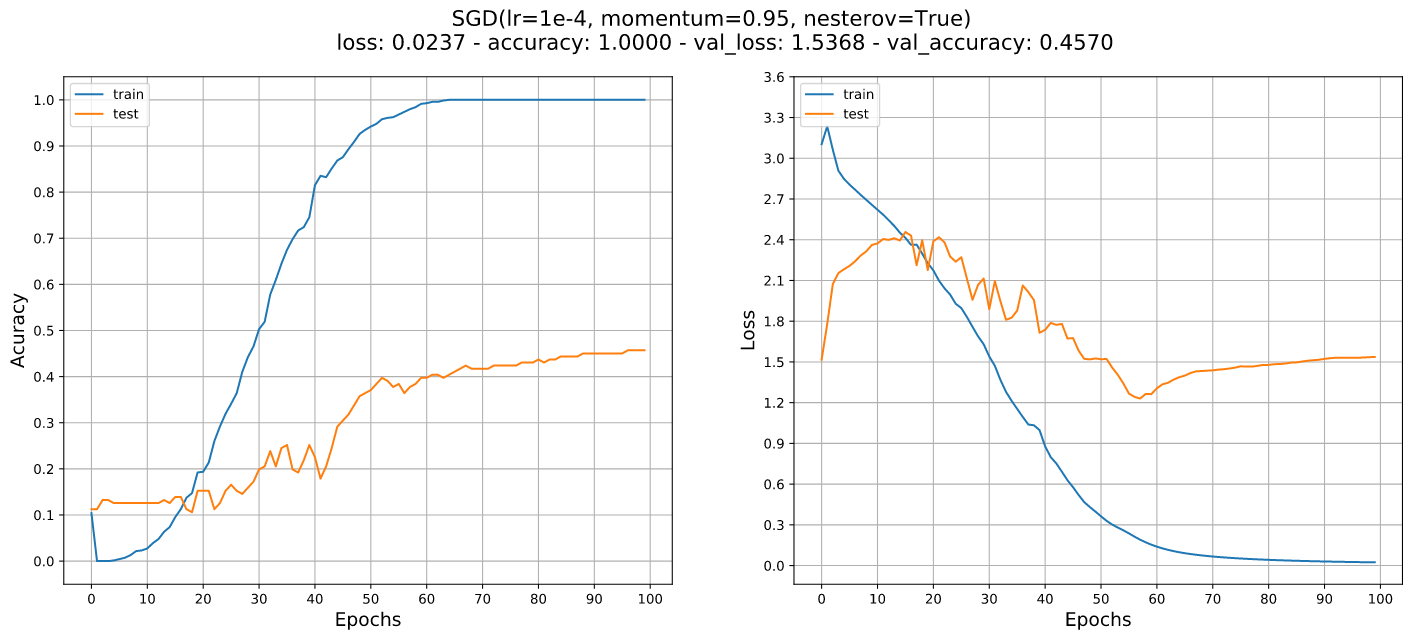 SGD(lr=1e-4, momentum=0.95, nesterov=True)
loss: 0.0237 - accuracy: 1.0000 - val_loss: 1.5368 - val_accuracy: 0.4570
train
test
1.0
0.9
0.8
0.7
0.6
0.5
0.4
0.3
0.2
0.1
0.0
Acuracy
0 10 20 30 40 50 60 70 80 90 100
Epochs
train
test
3.6
3.3
3.0
2.7
2.4
2.1
1.8
1.5
1.2
0.9
0.6
0.3
0.0
Loss
0 10 20 30 40 50 60 70 80 90 100
Epochs